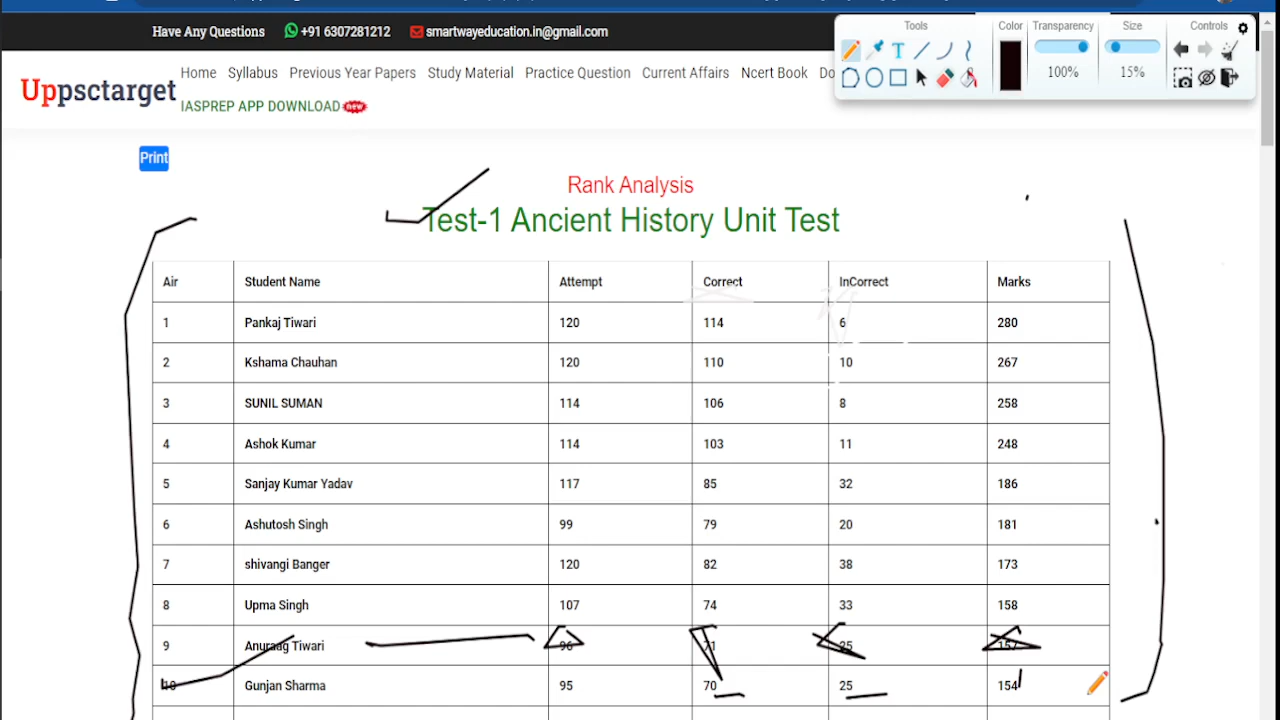 Have Any Questions +91 6307281212 smartwayeducation.in@gmail.com
Tools Color Transparency Size Controls
T
100% 15%
Uppsctarget
Home Syllabus Previous Year Papers Study Material Practice Question Current Affairs Ncert Book Do
IASPREP APP DOWNLOAD new
Print
Rank Analysis
Test-1 Ancient History Unit Test
Air Student Name Attempt Correct InCorrect Marks
1 Pankaj Tiwari 120 114 6 280
2 Kshama Chauhan 120 110 10 267
3 SUNIL SUMAN 114 106 8 258
4 Ashok Kumar 114 103 11 248
5 Sanjay Kumar Yadav 117 85 32 186
6 Ashutosh Singh 99 79 20 181
7 shivangi Banger 120 82 38 173
8 Upma Singh 107 74 33 158
9 Anuraag Tiwari 96 71 25 157
10 Gunjan Sharma 95 70 25 154